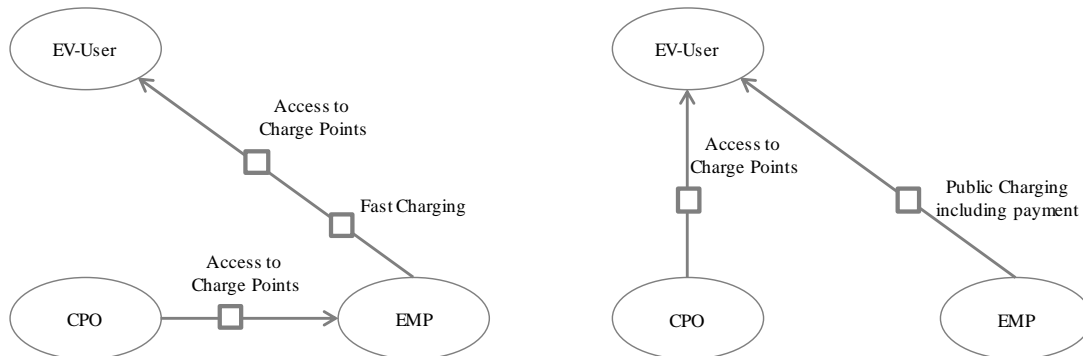 EV-User
Access to
Charge Points
Fast Charging
Access to
Charge Points
CPO
EMP
EV-User
Access to
Charge Points
Public Charging
including payment
CPO
EMP